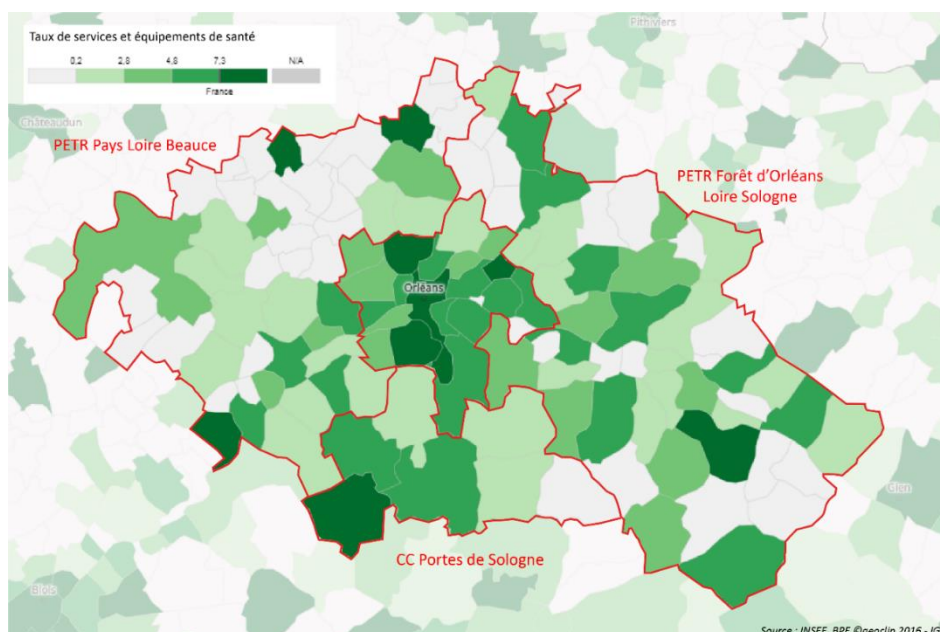 Pithiviers
Taux de services et équipements de santé
0,2 2,8 4,8 7,3 N/A
France
Châteaudun
PETR Pays Loire Beauce
PETR Forêt d'Orléans
Loire Sologne
Orléans
Gien
CC Portes de Sologne
Blois
Source : INSEE, BPE ©geoclip 2016 - IG